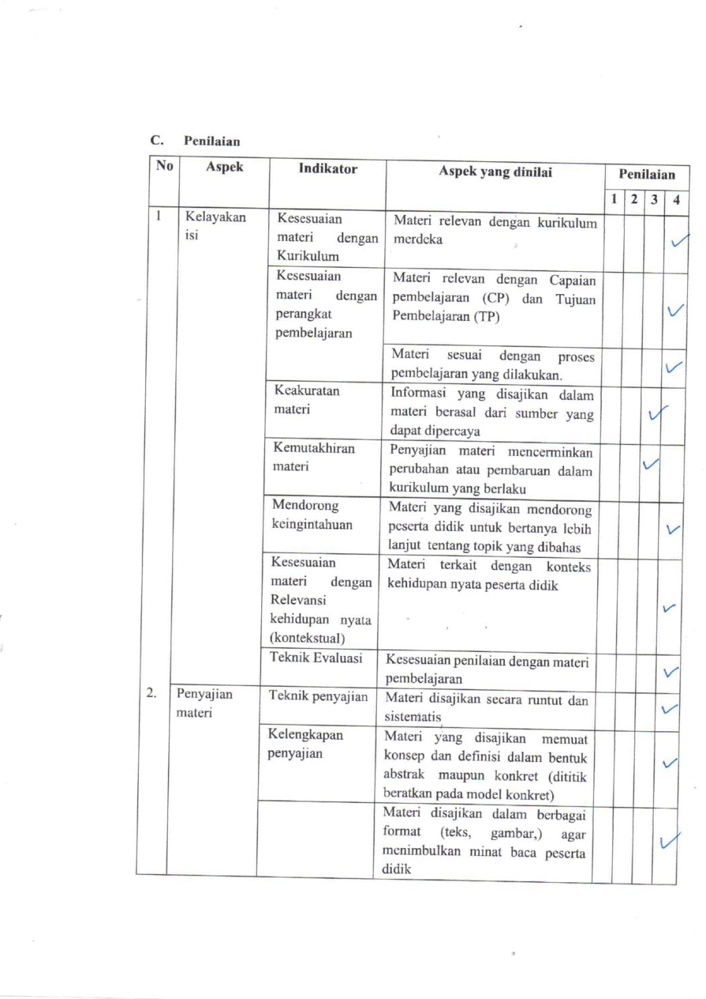 C. Penilaian
No Aspek Indikator Aspek yang dinilai Penilaian
1 2 3 4
1 Kelayakan
isi
Kesesuaian
materi dengan
Kurikulum
Materi relevan dengan kurikulum
merdeka
✓
Kesesuaian
materi dengan
perangkat
pembelajaran
Materi relevan dengan Capaian
pembelajaran (CP) dan Tujuan
Pembelajaran (TP)
✓
Materi sesuai dengan proses
pembelajaran yang dilakukan.
✓
Keakuratan
materi
Informasi yang disajikan dalam
materi berasal dari sumber yang
dapat dipercaya
✓
Kemutakhiran
materi
Penyajian materi mencerminkan
perubahan atau pembaruan dalam
kurikulum yang berlaku
✓
Mendorong
keingintahuan
Materi yang disajikan mendorong
peserta didik untuk bertanya lebih
lanjut tentang topik yang dibahas
✓
Kesesuaian
materi dengan
Relevansi
kehidupan nyata
(kontekstual)
Materi terkait dengan konteks
kehidupan nyata peserta didik
✓
Teknik Evaluasi
Kesesuaian penilaian dengan materi
pembelajaran
✓
2. Penyajian
materi
Teknik penyajian
Materi disajikan secara runtut dan
sistematis
✓
Kelengkapan
penyajian
Materi yang disajikan memuat
konsep dan definisi dalam bentuk
abstrak maupun konkret (dititik
beratkan pada model konkret)
✓
Materi disajikan dalam berbagai
format (teks, gambar,) agar
menimbulkan minat baca peserta
didik
✓